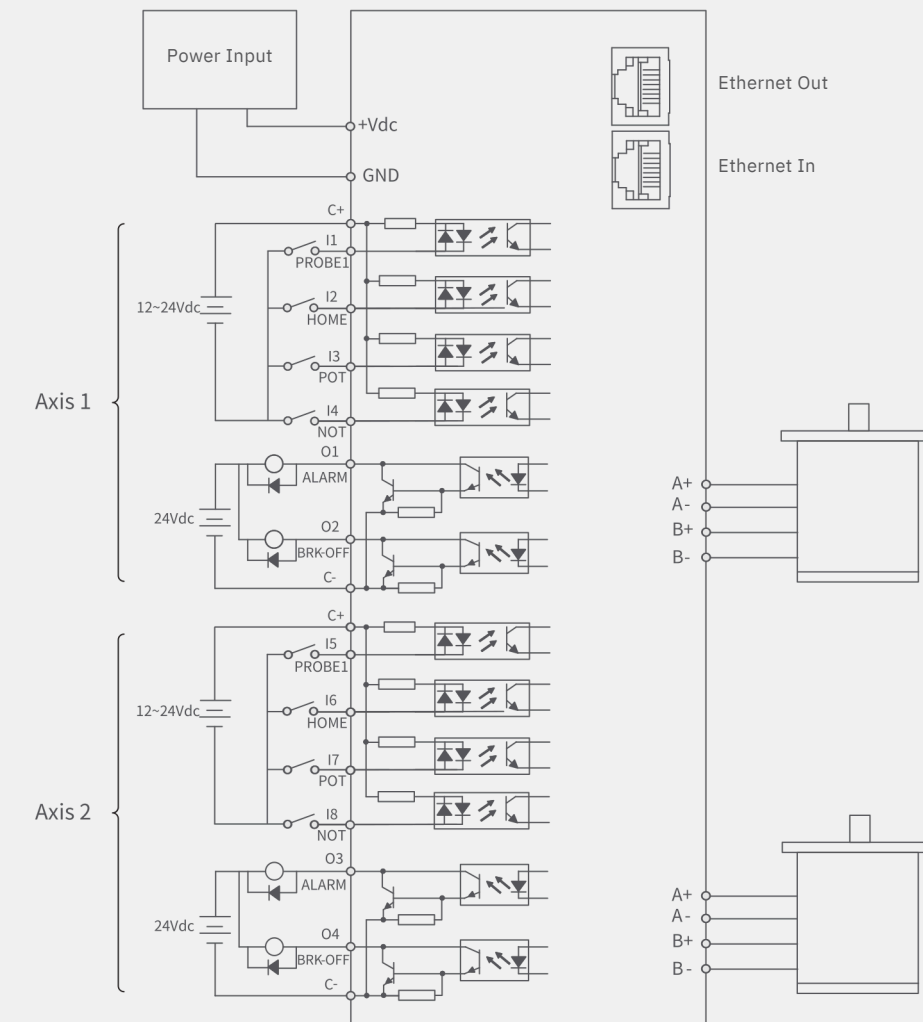 Power Input
Ethernet Out
+Vdc
Ethernet In
GND
C+
I1
PROBE1
I2
12~24Vdc
HOME
I3
POT
Axis 1
I4
NOT
O1
ALARM
A+
A-
24Vdc
O2
B+
BRK-OFF
B-
C-
C+
I5
PROBE1
I6
12~24Vdc
HOME
I7
POT
Axis 2
I8
NOT
O3
ALARM
A+
A-
24Vdc
O4
B+
BRK-OFF
B-
C-